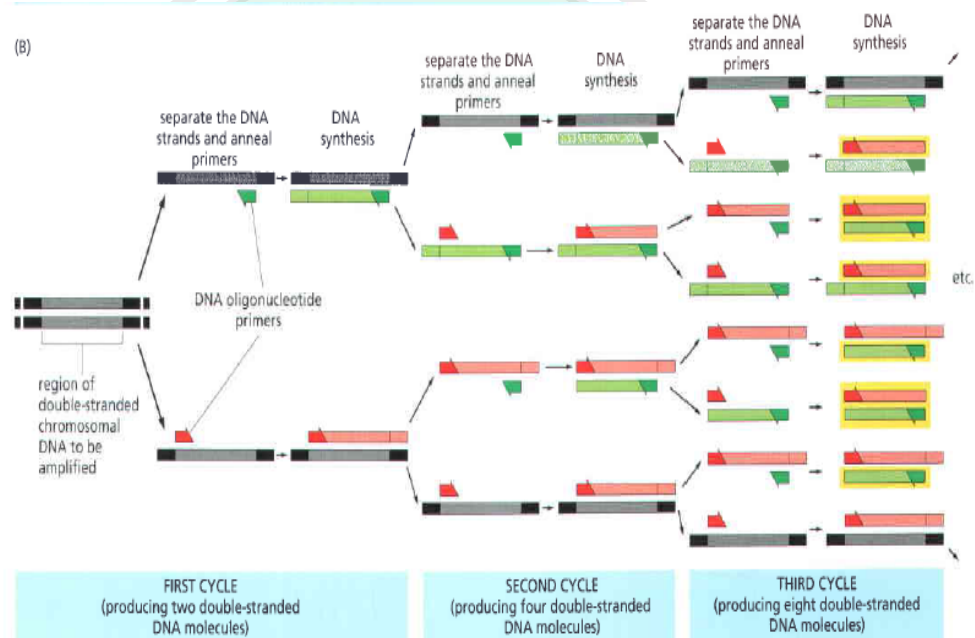 (B)
separate the DNA
strands and anneal
primers
DNA
synthesis
separate the DNA
strands and anneal
primers
DNA
synthesis
separate the DNA
strands and anneal
primers
DNA
synthesis
DNA oligonucleotide
primers
region of
double-stranded
chromosomal
DNA to be
amplified
etc.
FIRST CYCLE
(producing two double-stranded
DNA molecules)
SECOND CYCLE
(producing four double-stranded
DNA molecules)
THIRD CYCLE
(producing eight double-stranded
DNA molecules)